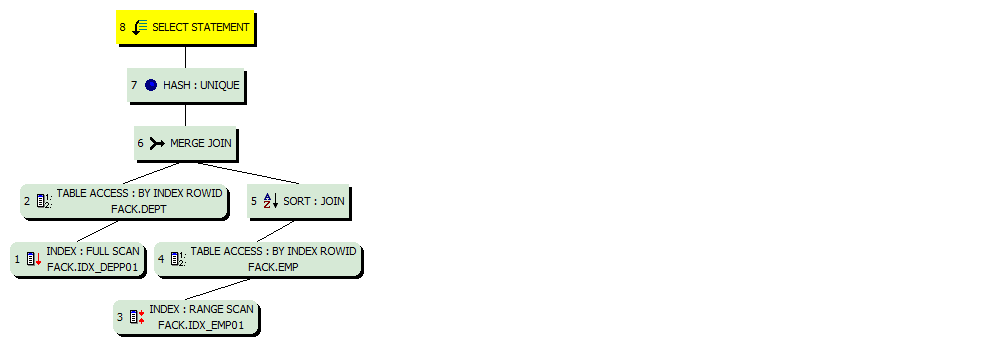 8 SELECT STATEMENT
7 HASH : UNIQUE
6 MERGE JOIN
2 TABLE ACCESS : BY INDEX ROWID
FACK.DEPT
5 SORT : JOIN
1 INDEX : FULL SCAN
FACK.IDX_DEPP01
4 TABLE ACCESS : BY INDEX ROWID
FACK.EMP
3 INDEX : RANGE SCAN
FACK.IDX_EMP01